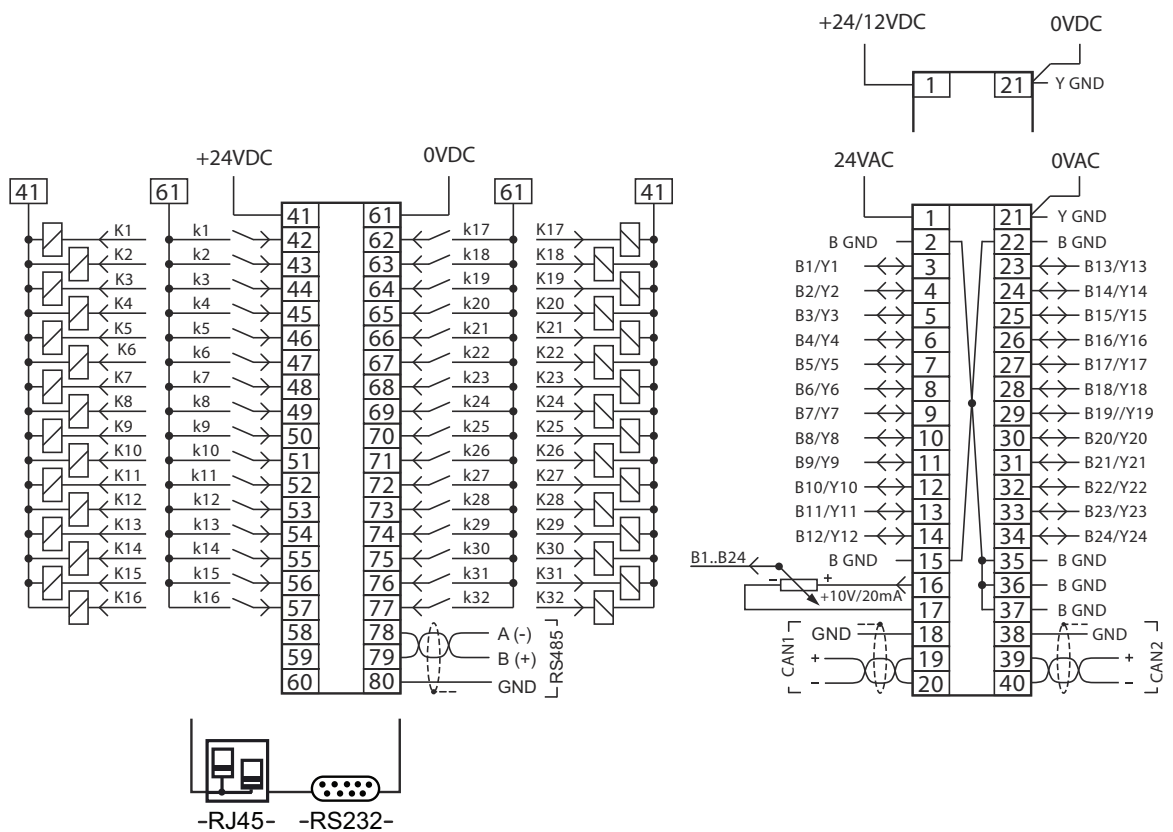 +24/12VDC 0VDC
1 21 Y GND
+24VDC 0VDC 24VAC 0VAC
41 61 61 41
41 61
1 21 Y GND
K1 k1 42 62 k17 K17
B GND 2 22 B GND
K2 k2 43 63 k18 K18
B1/Y1 3 23 B13/Y13
K3 k3 44 64 k19 K19
B2/Y2 4 24 B14/Y14
K4 k4 45 65 k20 K20
B3/Y3 5 25 B15/Y15
K5 k5 46 66 k21 K21
B4/Y4 6 26 B16/Y16
K6 k6 47 67 k22 K22
B5/Y5 7 27 B17/Y17
K7 k7 48 68 k23 K23
B6/Y6 8 28 B18/Y18
K8 k8 49 69 k24 K24
B7/Y7 9 29 B19//Y19
K9 k9 50 70 k25 K25
B8/Y8 10 30 B20/Y20
K10 k10 51 71 k26 K26
B9/Y9 11 31 B21/Y21
K11 k11 52 72 k27 K27
B10/Y10 12 32 B22/Y22
K12 k12 53 73 k28 K28
B11/Y11 13 33 B23/Y23
K13 k13 54 74 k29 K29
B12/Y12 14 34 B24/Y24
K14 k14 55 75 k30 K30
B1..B24 B GND 15 35 B GND
K15 k15 56 76 k31 K31
- + 16 36 B GND
K16 k16 57 77 k32 K32
+10V/20mA 17 37 B GND
58 78 A (-)
59 79 B (+)
60 80 GND
RS485
CAN1 GND 18 38 GND CAN2
+ 19 39 +
- 20 40 -
-RJ45- -RS232-